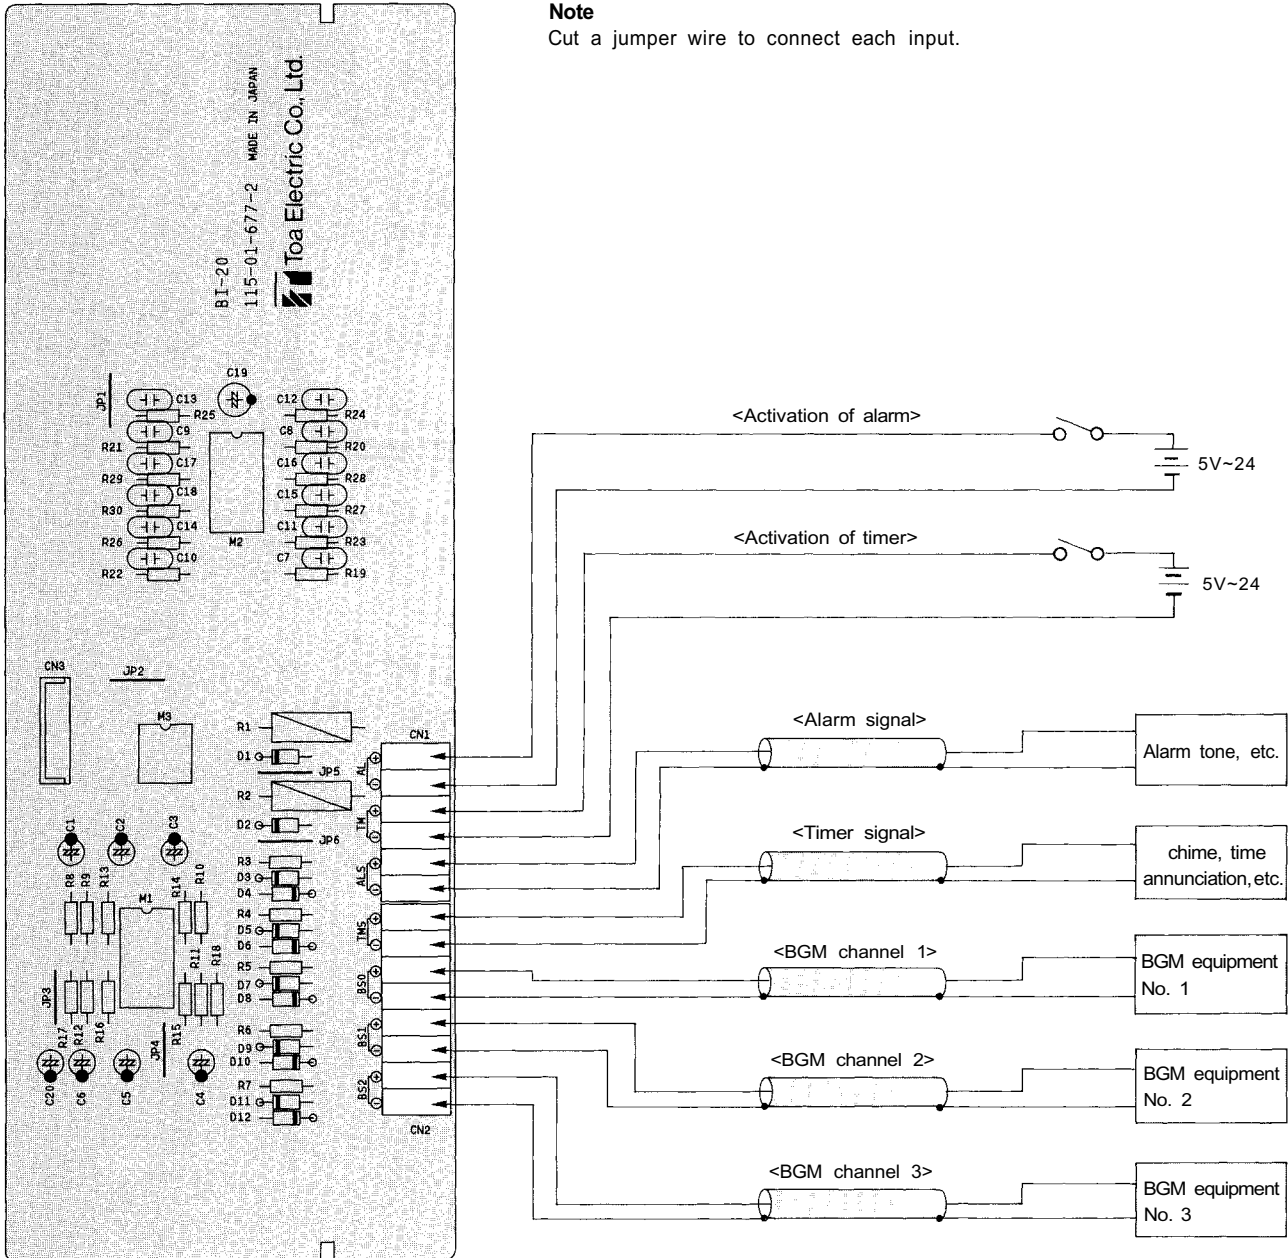 Note
Cut a jumper wire to connect each input.
BI-20
115-01-677-2 MADE IN JAPAN
Toa Electric Co., Ltd.
C19
JP1
C13
C12
R25
R24
C9
C8
R21
R20
C17
C16
R29
R28
C18
C15
R30
R27
C14
C11
R26
M2
R23
C10
C7
R22
R19
<Activation of alarm>
5V~24
<Activation of timer>
5V~24
CN3
JP2
M3
R1
CN1
D1
JP5
AL
R2
D2
JP6
TM
C1
C2
C3
R3
D3
D4
ALS
R8
R9
R13
R14
R10
M1
R4
D5
D6
TMS
R11
R18
R5
D7
D8
BS0
JP3
R17
R12
R16
JP4
R15
R6
D9
D10
BS1
C20
C6
C5
C4
R7
D11
D12
BS2
CN2
<Alarm signal>
Alarm tone, etc.
<Timer signal>
chime, time
annunciation, etc.
<BGM channel 1>
BGM equipment
No. 1
<BGM channel 2>
BGM equipment
No. 2
<BGM channel 3>
BGM equipment
No. 3